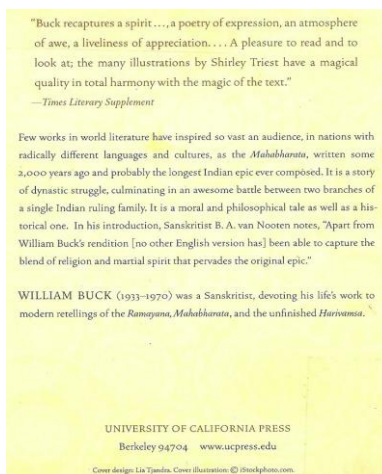 "Buck recaptures a spirit ..., a poetry of expression, an atmosphere
of awe, a liveliness of appreciation.... A pleasure to read and to
look at; the many illustrations by Shirley Triest have a magical
quality in total harmony with the magic of the text."
—Times Literary Supplement
Few works in world literature have inspired so vast an audience, in nations with
radically different languages and cultures, as the Mahabharata, written some
2,000 years ago and probably the longest Indian epic ever composed. It is a story
of dynastic struggle, culminating in an awesome battle between two branches of
a single Indian ruling family. It is a moral and philosophical tale as well as a his-
torical one. In his introduction, Sanskritist B. A. van Nooten notes, "Apart from
William Buck's rendition [no other English version has] been able to capture the
blend of religion and martial spirit that pervades the original epic."
WILLIAM BUCK (1933–1970) was a Sanskritist, devoting his life's work to
modern retellings of the Ramayana, Mahabharata, and the unfinished Harivamsa.
UNIVERSITY OF CALIFORNIA PRESS
Berkeley 94704 www.ucpress.edu
Cover design: Lia Tjandra. Cover illustration: © iStockphoto.com.